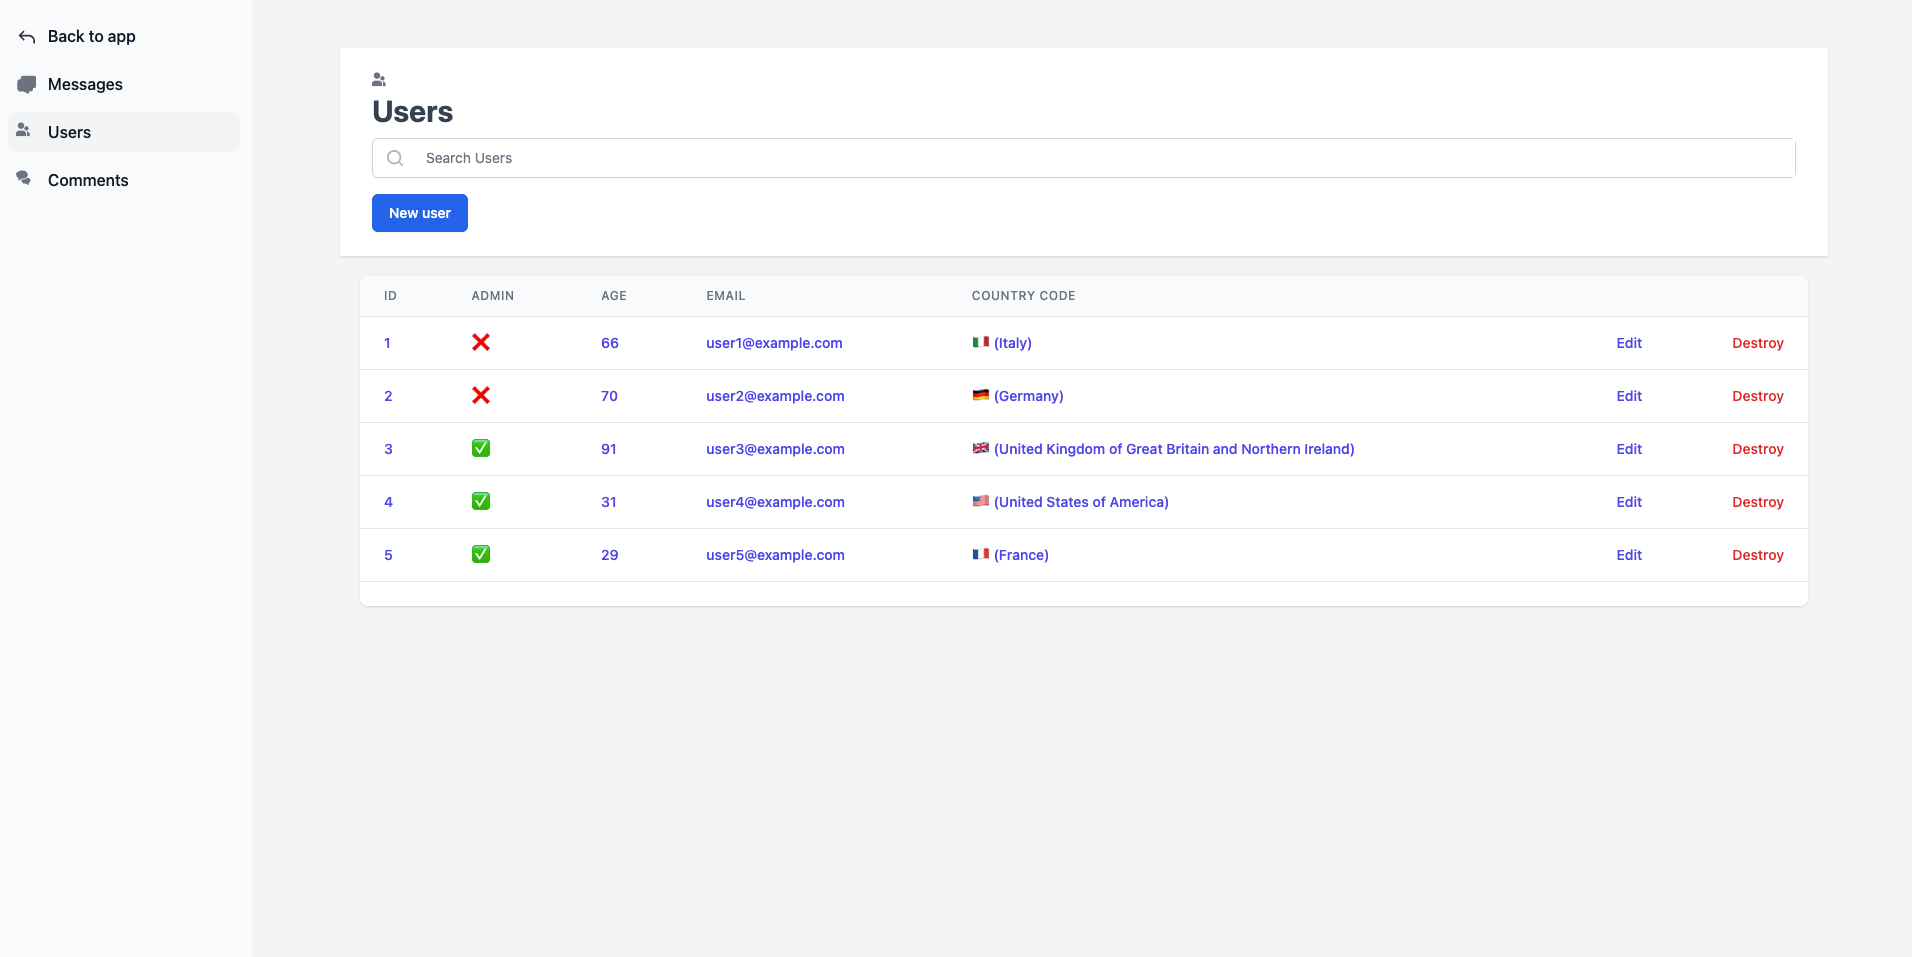 Back to app
Messages
Users
Comments
Users
Search Users
New user
ID ADMIN AGE EMAIL COUNTRY CODE
1 ❌ 66 user1@example.com 🇮🇹 (Italy) Edit Destroy
2 ❌ 70 user2@example.com 🇩🇪 (Germany) Edit Destroy
3 ✅ 91 user3@example.com 🇬🇧 (United Kingdom of Great Britain and Northern Ireland) Edit Destroy
4 ✅ 31 user4@example.com 🇺🇸 (United States of America) Edit Destroy
5 ✅ 29 user5@example.com 🇫🇷 (France) Edit Destroy